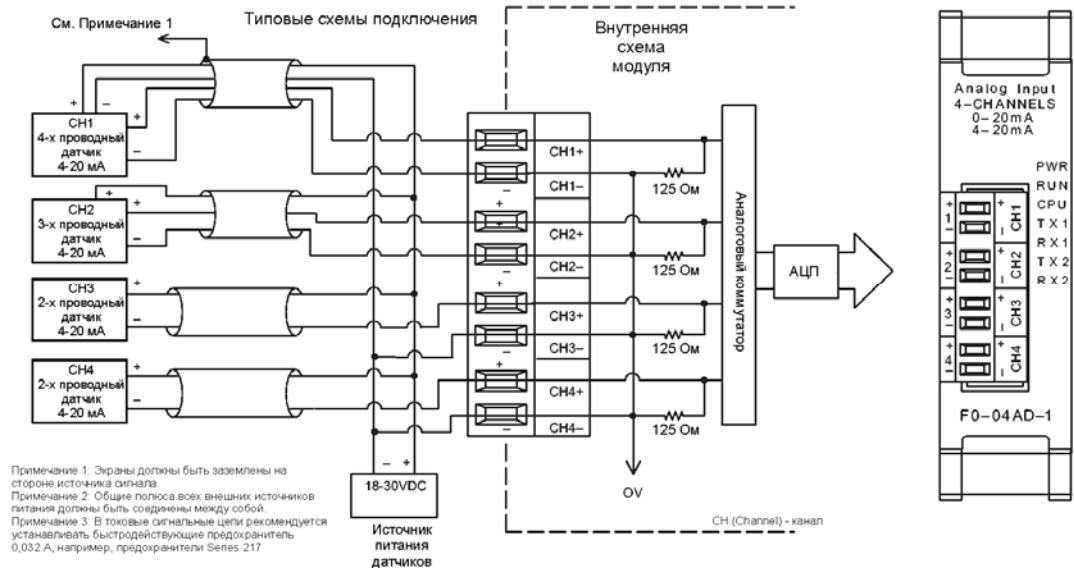 См. Примечание 1
Типовые схемы подключения
Внутренняя
схема
модуля
+
–
CH1
4-х проводный
датчик
4-20 мА
+
–
+
CH2
3-х проводный
датчик
4-20 мА
+
–
CH3
2-х проводный
датчик
4-20 мА
+
–
CH4
2-х проводный
датчик
4-20 мА
+
–
CH1+
–
CH1–
125 Ом
+
+
CH2+
–
CH2–
125 Ом
+
CH3+
–
CH3–
125 Ом
+
CH4+
–
CH4–
125 Ом
Аналоговый коммутатор
АЦП
OV
– +
18-30VDC
Источник
питания
датчиков
Примечание 1: Экраны должны быть заземлены на
стороне источника сигнала.
Примечание 2: Общие полюса всех внешних источников
питания должны быть соединены между собой.
Примечание 3: В токовые сигнальные цепи рекомендуется
устанавливать быстродействующие предохранитель
0,032 А, например, предохранители Series 217
CH (Channel) - канал
Analog Input
4–CHANNELS
0–20mA
4–20mA
PWR
RUN
CPU
TX1
RX1
TX2
RX2
+ 1 – + – CH1
+ 2 – + – CH2
+ 3 – + – CH3
+ 4 – + – CH4
F0–04AD–1